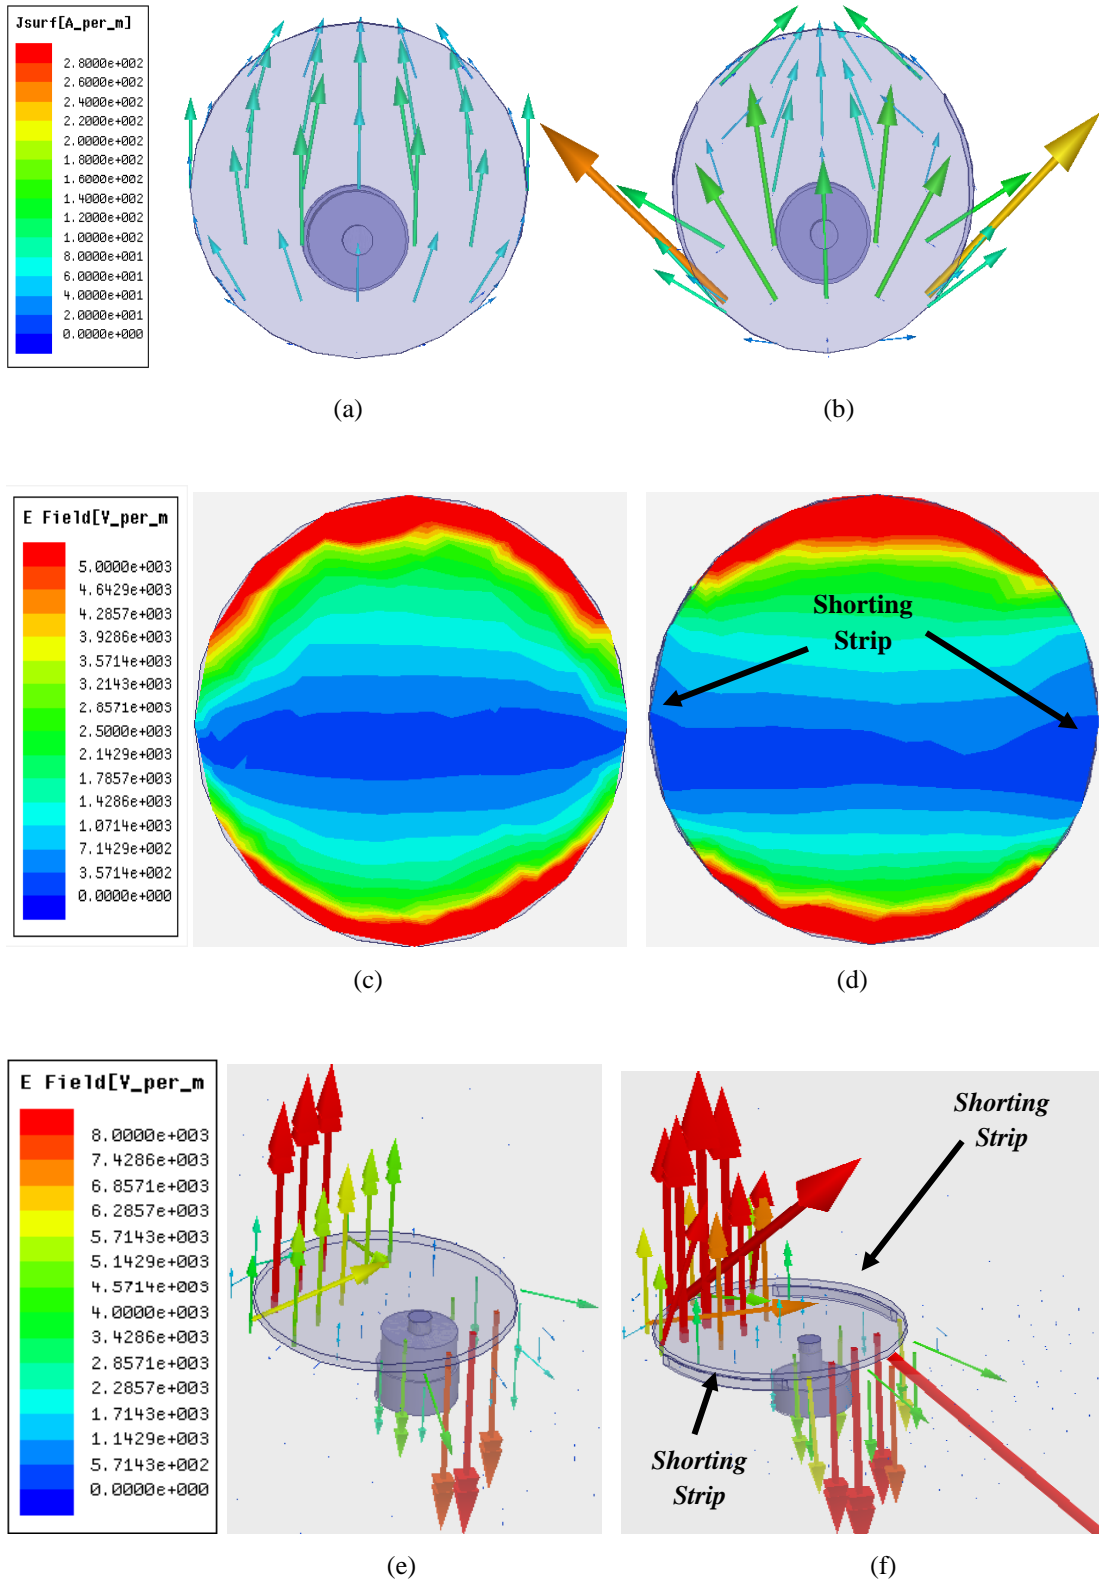 Jsurf[A_per_m]
2.8000e+002
2.6000e+002
2.4000e+002
2.2000e+002
2.0000e+002
1.8000e+002
1.6000e+002
1.4000e+002
1.2000e+002
1.0000e+002
8.0000e+001
6.0000e+001
4.0000e+001
2.0000e+001
0.0000e+000
(a)
(b)
E Field[V_per_m
5.0000e+003
4.6429e+003
4.2857e+003
3.9286e+003
3.5714e+003
3.2143e+003
2.8571e+003
2.5000e+003
2.1429e+003
1.7857e+003
1.4286e+003
1.0714e+003
7.1429e+002
3.5714e+002
0.0000e+000
Shorting
Strip
(c)
(d)
E Field[V_per_m
8.0000e+003
7.4286e+003
6.8571e+003
6.2857e+003
5.7143e+003
5.1429e+003
4.5714e+003
4.0000e+003
3.4286e+003
2.8571e+003
2.2857e+003
1.7143e+003
1.1429e+003
5.7143e+002
0.0000e+000
Shorting
Strip
Shorting
Strip
(e)
(f)